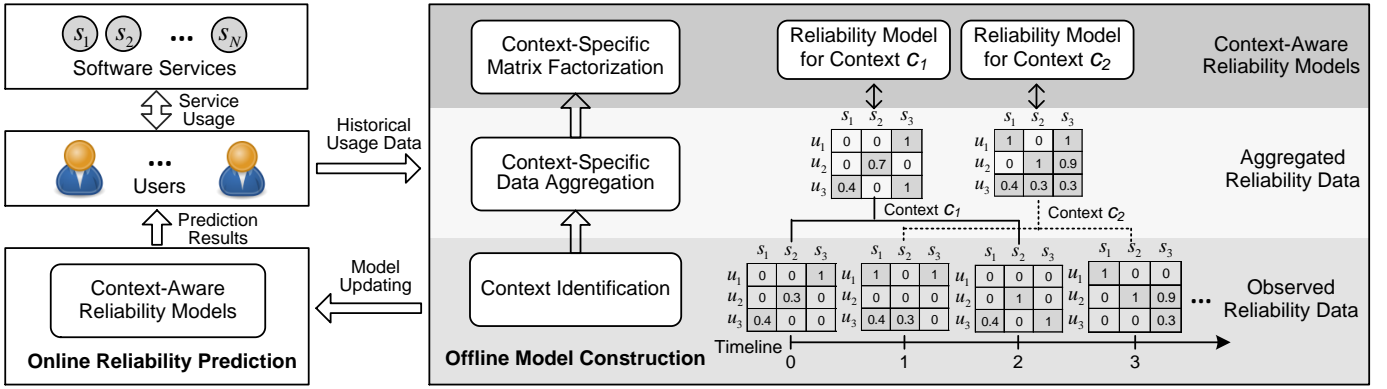 s1 s2 ... sN
Software Services
Service
Usage
...
Users
Prediction
Results
Context-Aware
Reliability Models
Online Reliability Prediction
Historical
Usage Data
Model
Updating
Context-Specific
Matrix Factorization
Context-Specific
Data Aggregation
Context Identification
Offline Model Construction
Reliability Model
for Context c1
Reliability Model
for Context c2
Context-Aware
Reliability Models
s1 s2 s3
u1 0 0 1
u2 0 0.7 0
u3 0.4 0 1
s1 s2 s3
u1 1 0 1
u2 0 1 0.9
u3 0.4 0.3 0.3
Aggregated
Reliability Data
Context c1
Context c2
s1 s2 s3
u1 0 0 1
u2 0 0.3 0
u3 0.4 0 0
s1 s2 s3
u1 1 0 1
u2 0 0 0
u3 0.4 0.3 0
s1 s2 s3
u1 0 0 0
u2 0 1 0
u3 0.4 0 1
s1 s2 s3
u1 1 0 0
u2 0 1 0.9
u3 0 0 0.3
...
Observed
Reliability Data
Timeline
0 1 2 3